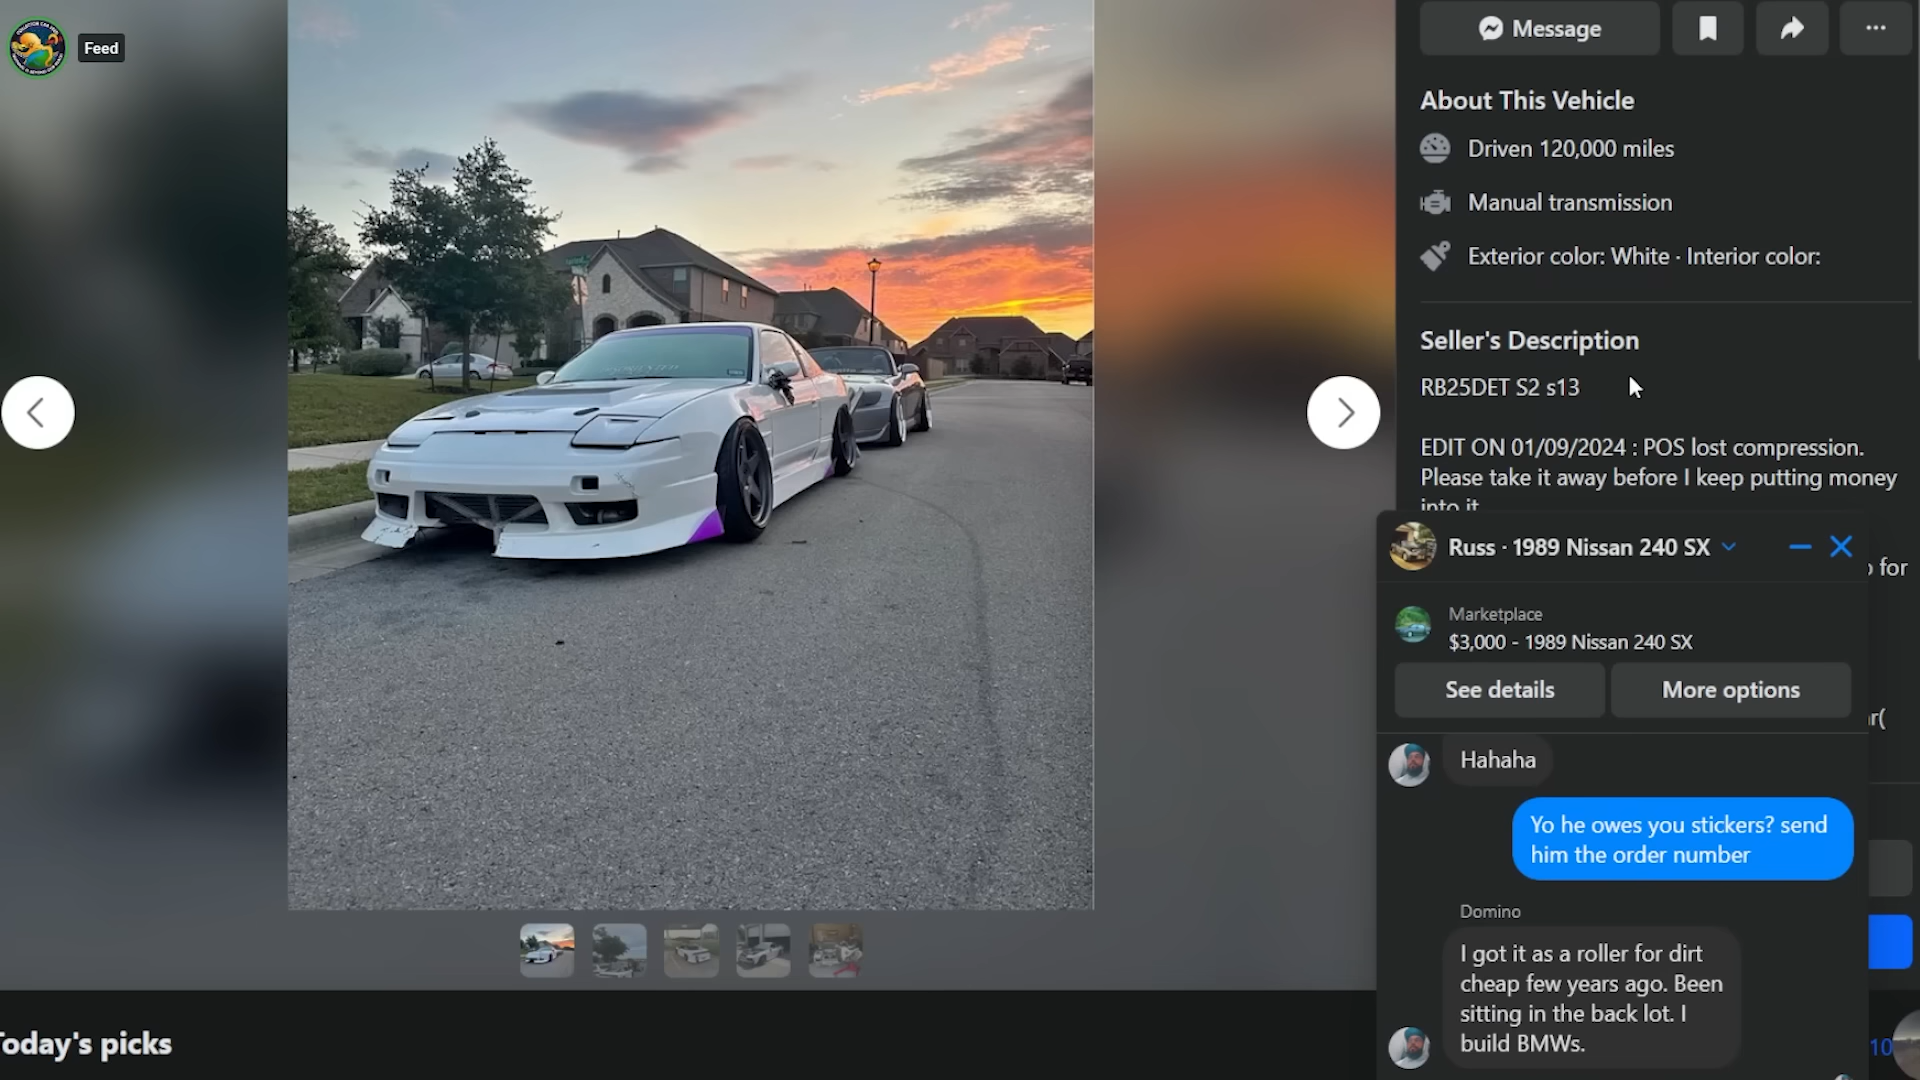 Feed
Message
About This Vehicle
Driven 120,000 miles
Manual transmission
Exterior color: White · Interior color:
Seller's Description
RB25DET S2 s13
EDIT ON 01/09/2024 : POS lost compression.
Please take it away before I keep putting money
into it
for
Russ · 1989 Nissan 240 SX
Marketplace
$3,000 - 1989 Nissan 240 SX
See details
More options
Hahaha
Yo he owes you stickers? send
him the order number
Domino
I got it as a roller for dirt
cheap few years ago. Been
sitting in the back lot. I
build BMWs.
Today's picks
10